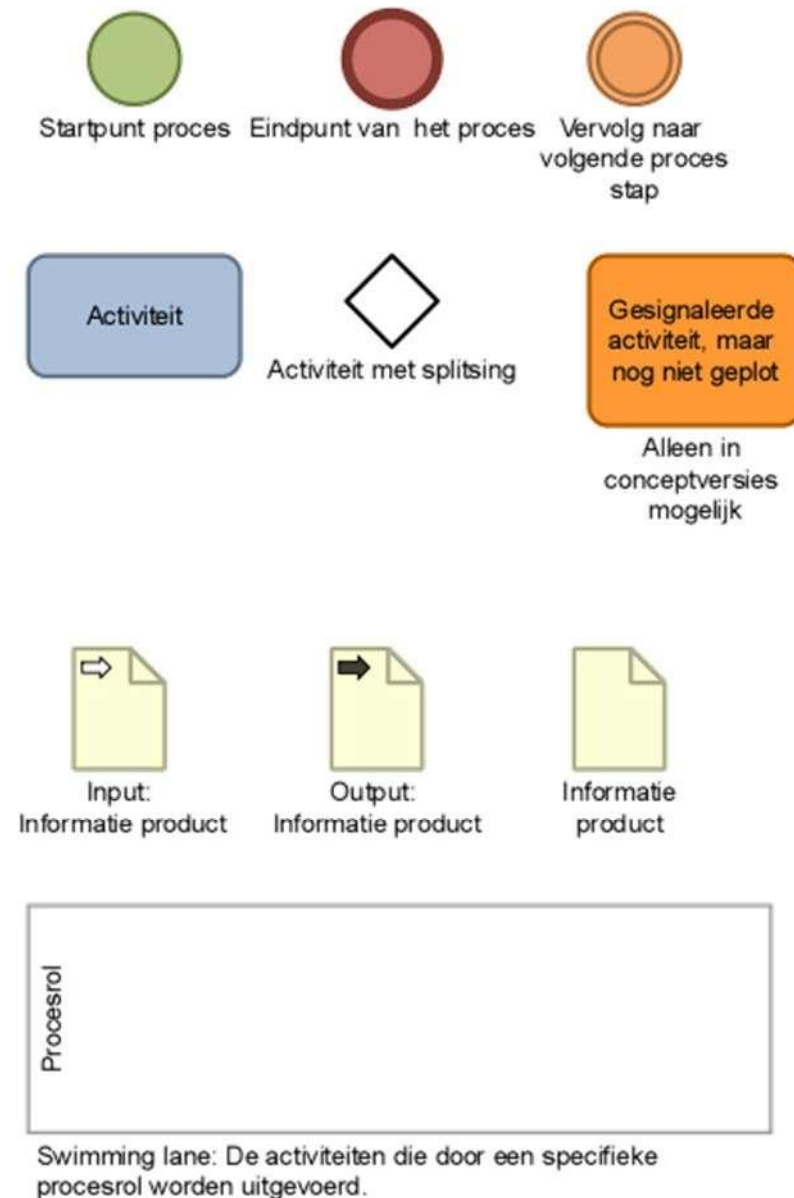 Startpunt proces
Eindpunt van het proces
Vervolg naar
volgende proces
stap
Activiteit
Activiteit met splitsing
Gesignaleerde
activiteit, maar
nog niet geplot
Alleen in
conceptversies
mogelijk
Input:
Informatie product
Output:
Informatie product
Informatie
product
Procesrol
Swimming lane: De activiteiten die door een specifieke
procesrol worden uitgevoerd.